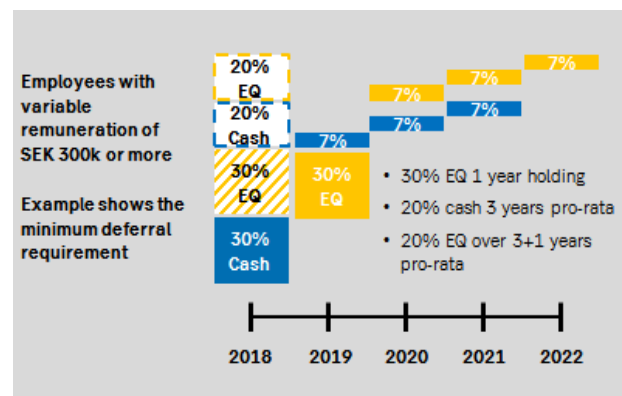 Employees with
variable
remuneration of
SEK 300k or more
Example shows the
minimum deferral
requirement
20%
EQ
20%
Cash
30%
EQ
30%
Cash
7%
30%
EQ
7%
7%
7%
7%
7%
• 30% EQ 1 year holding
• 20% cash 3 years pro-rata
• 20% EQ over 3+1 years
pro-rata
2018
2019
2020
2021
2022